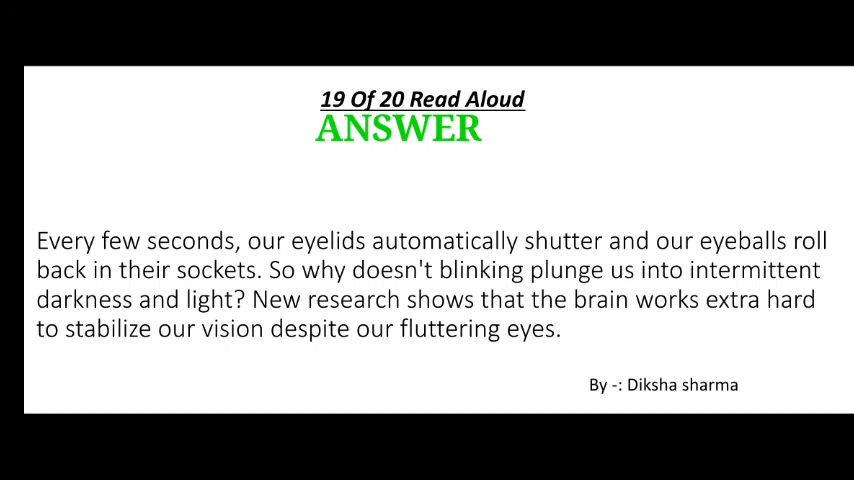 19 Of 20 Read Aloud
ANSWER
Every few seconds, our eyelids automatically shutter and our eyeballs roll
back in their sockets. So why doesn't blinking plunge us into intermittent
darkness and light? New research shows that the brain works extra hard
to stabilize our vision despite our fluttering eyes.
By -: Diksha sharma